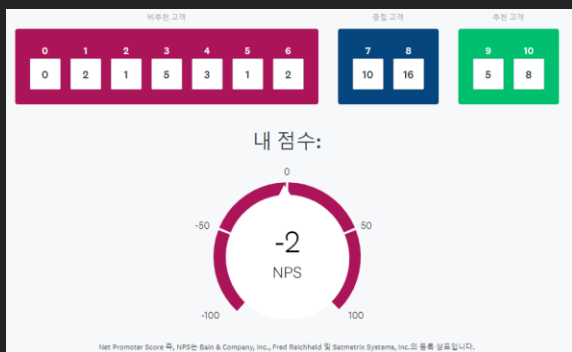 비추천 고객
중립 고객
추천 고객
0 1 2 3 4 5 6
7 8
9 10
0 2 1 5 3 1 2
10 16
5 8
내 점수:
0
-50 50
-2
NPS
-100 100
Net Promoter Score 즉, NPS는 Bain & Company, Inc., Fred Reichheld 및 Satmetrix Systems, Inc.의 등록 상표입니다.